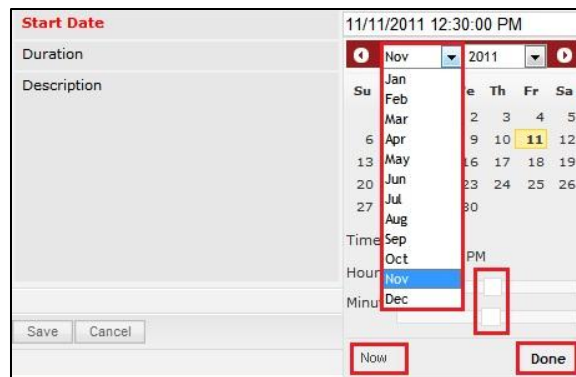 Start Date 11/11/2011 12:30:00 PM
Duration
Nov 2011
Description
Su Th Fr Sa
Jan
Feb
Mar 2 3 4 5
6 Apr 9 10 11 12
13 May 16 17 18 19
20 Jun 23 24 25 26
27 Jul 30
Aug
Time Sep
Oct PM
Hour Nov
Dec
Save Cancel
Now Done